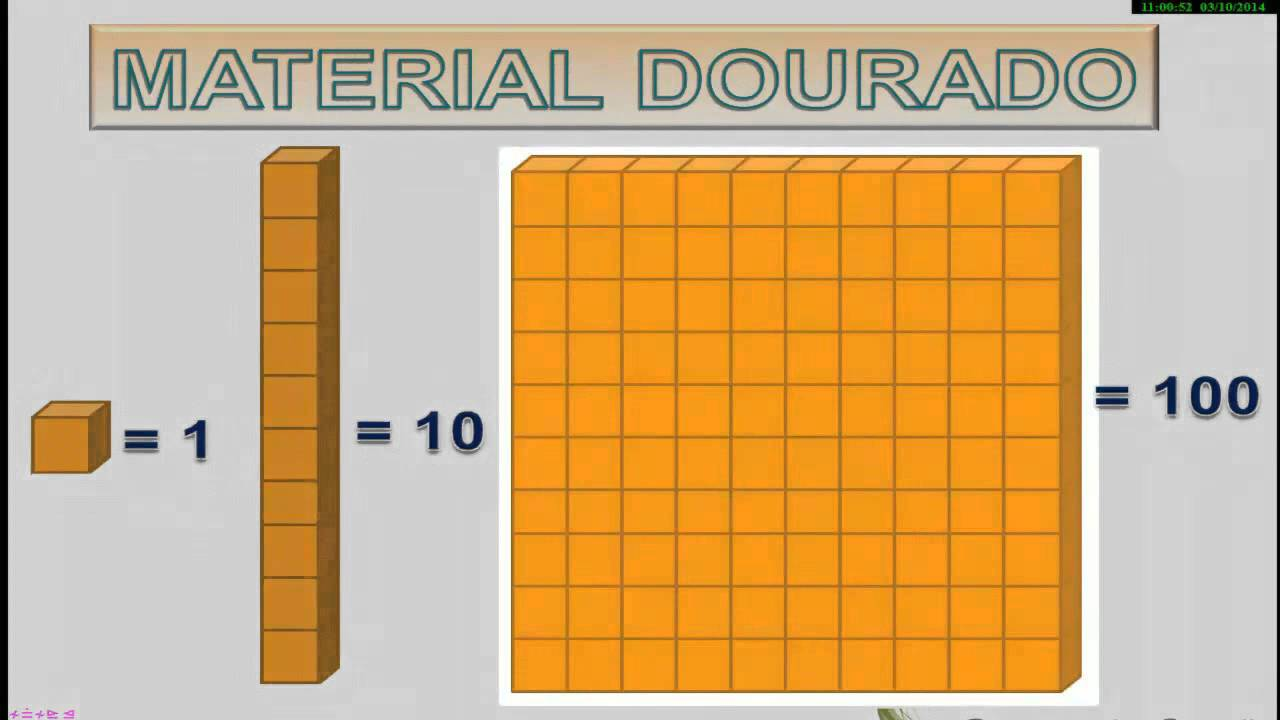 11:00:52 03/10/2014
MATERIAL DOURADO
= 1
= 10
= 100